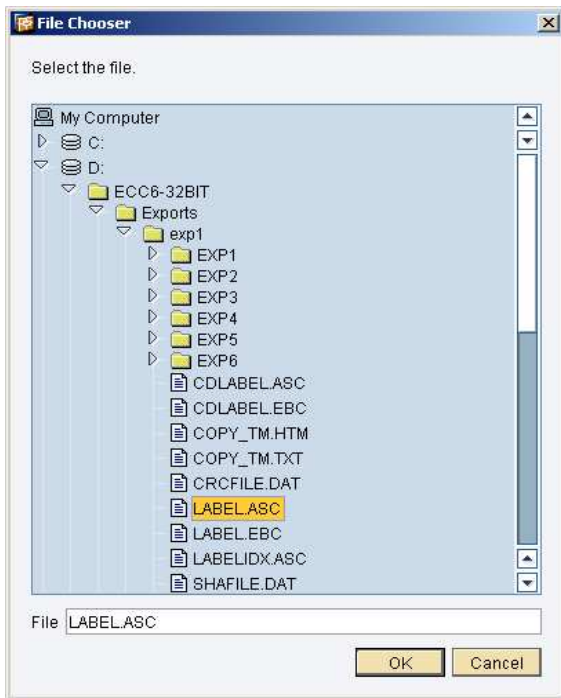 File Chooser
Select the file.
My Computer
C:
D:
ECC6-32BIT
Exports
exp1
EXP1
EXP2
EXP3
EXP4
EXP5
EXP6
CDLABEL.ASC
CDLABEL.EBC
COPY_TM.HTM
COPY_TM.TXT
CRCFILE.DAT
LABEL.ASC
LABEL.EBC
LABELIDX.ASC
SHAFILE.DAT
File LABEL.ASC
OK Cancel